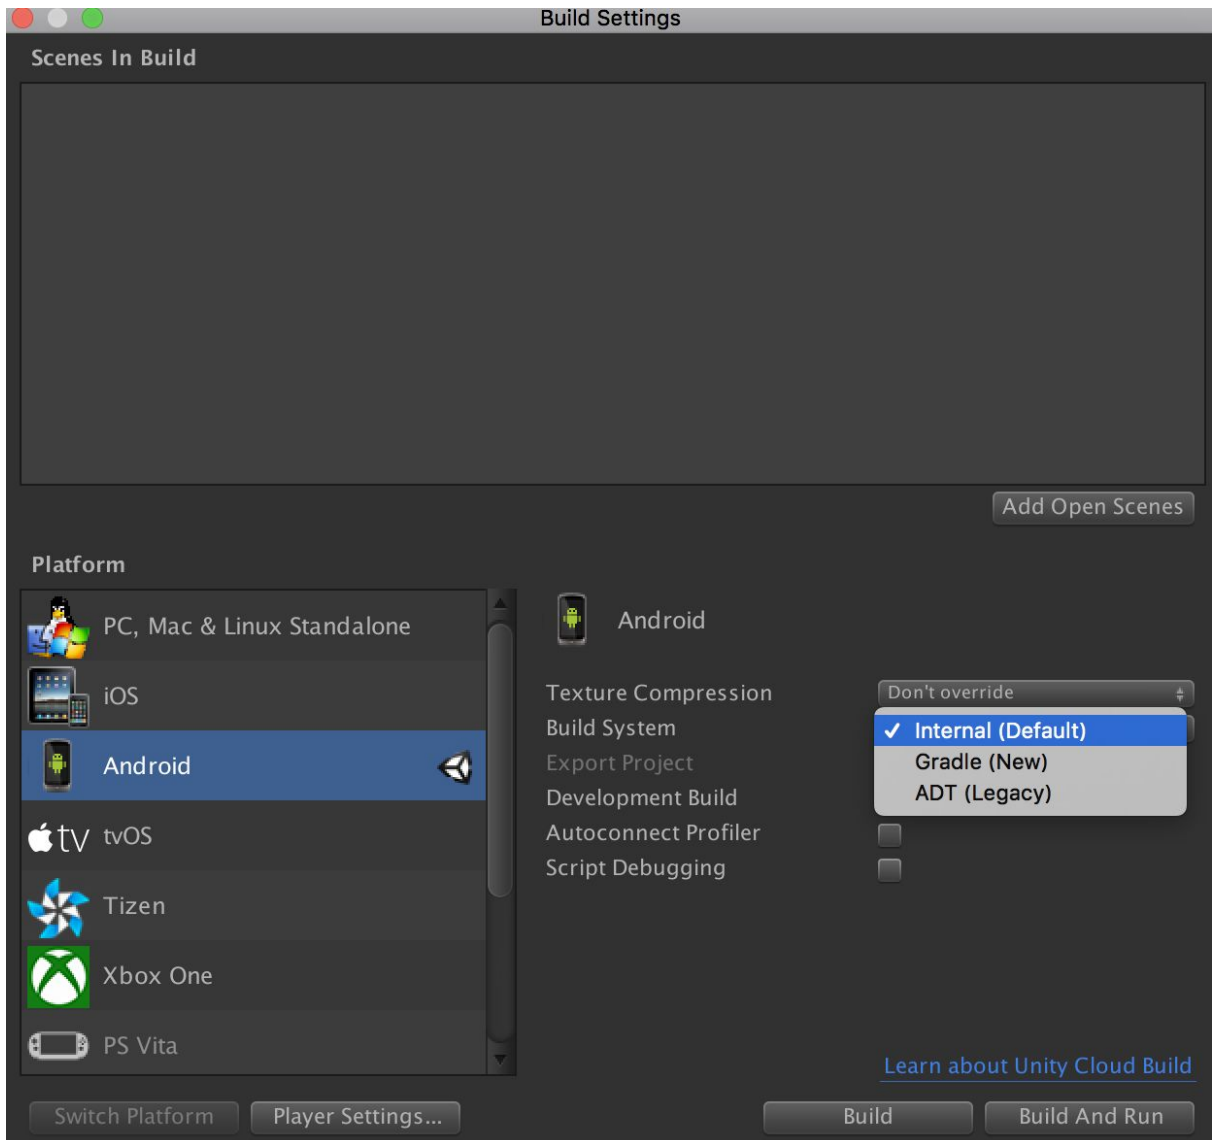 Build Settings
Scenes In Build
Add Open Scenes
Platform
PC, Mac & Linux Standalone
iOS
Android
tv tvOS
Tizen
Xbox One
PS Vita
Android
Texture Compression Don't override
Build System
Export Project
Development Build
Autoconnect Profiler
Script Debugging
✓ Internal (Default)
Gradle (New)
ADT (Legacy)
Learn about Unity Cloud Build
Switch Platform Player Settings... Build Build And Run